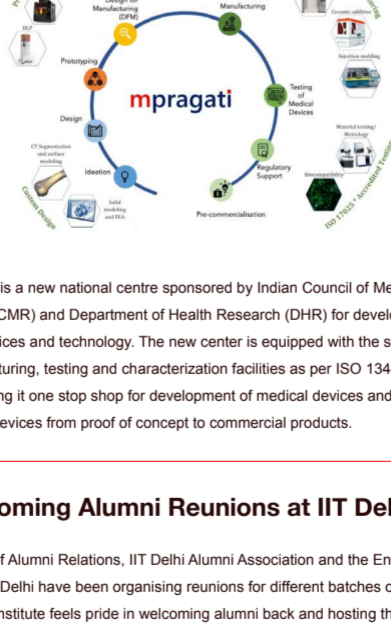 Design for
Manufacturing
(DFM)
Manufacturing
Ceramic additive
DLP
Injection molding
Prototyping
mpragati
Testing
of
Medical
Devices
Design
Material testing/
Metrology
CT Segmentation
and surface
modeling
Regulatory
Support
Ideation
Biocompatibility
Custom Design
Solid
modeling
and FEA
Pre-commercialisation
ISO 17025 * Accredited Testing
is a new national centre sponsored by Indian Council of Me
CMR) and Department of Health Research (DHR) for develo
ices and technology. The new center is equipped with the s
turing, testing and characterization facilities as per ISO 134
ng it one stop shop for development of medical devices and
evices from proof of concept to commercial products.
oming Alumni Reunions at IIT Del
f Alumni Relations, IIT Delhi Alumni Association and the En
Delhi have been organising reunions for different batches o
nstitute feels pride in welcoming alumni back and hosting th